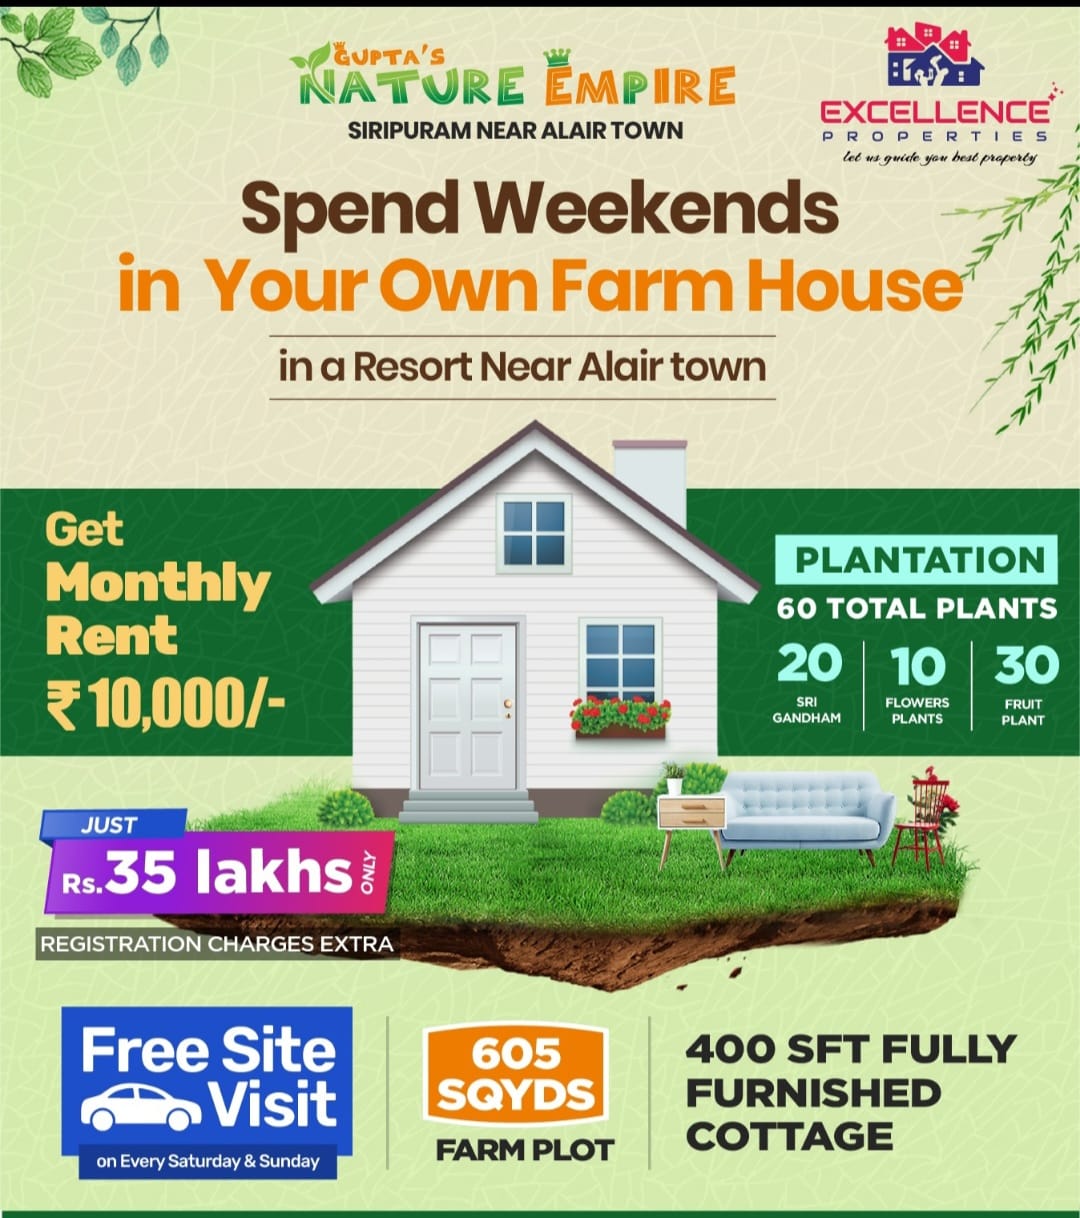 GUPTA'S
NATURE EMPIRE
SIRIPURAM NEAR ALAIR TOWN
EXCELLENCE
PROPERTIES
let us guide you best property
Spend Weekends
in Your Own Farm House
in a Resort Near Alair town
Get
Monthly
Rent
₹10,000/-
PLANTATION
60 TOTAL PLANTS
20
SRI
GANDHAM
10
FLOWERS
PLANTS
30
FRUIT
PLANT
JUST
Rs.35 lakhs ONLY
REGISTRATION CHARGES EXTRA
Free Site
Visit
on Every Saturday & Sunday
605
SQYDS
FARM PLOT
400 SFT FULLY
FURNISHED
COTTAGE